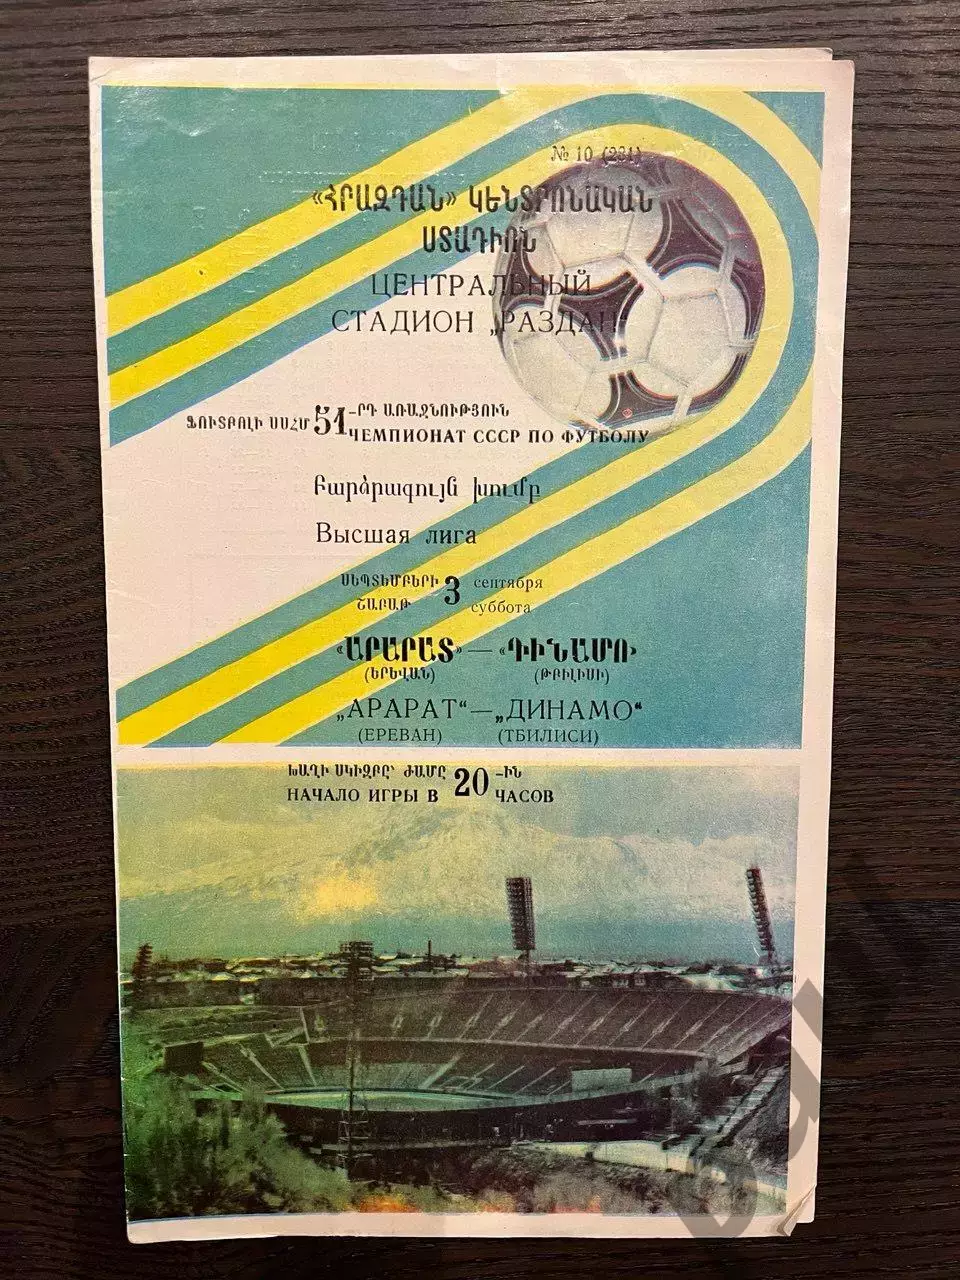 № 10 (231)
«ՀՐԱԶԴԱՆ» ԿԵՆՏՐՈՆԱԿԱՆ
ՍՏԱԴԻՈՆ
ЦЕНТРАЛЬНЫЙ
СТАДИОН „РАЗДАН“
ՖՈՒՏԲՈԼԻ ՍՍՀՄ 51 -ՐԴ ԱՌԱՋՆՈՒԹՅՈՒՆ
ЧЕМПИОНАТ СССР ПО ФУТБОЛУ
Բարձրագույն խումբ
Высшая лига
ՍԵՊՏԵՄԲԵՐԻ 3 сентября
ՇԱԲԱԹ суббота
«ԱՐԱՐԱՏ» — «ԴԻՆԱՄՈ»
(ԵՐԵՎԱՆ) (ԹԲԻԼԻՍԻ)
„АРАРАТ“ — „ДИНАМО“
(ЕРЕВАН) (ТБИЛИСИ)
ԽԱՂԻ ՍԿԻԶԲԸ՝ ԺԱՄԸ 20 -ԻՆ
НАЧАЛО ИГРЫ В ЧАСОВ